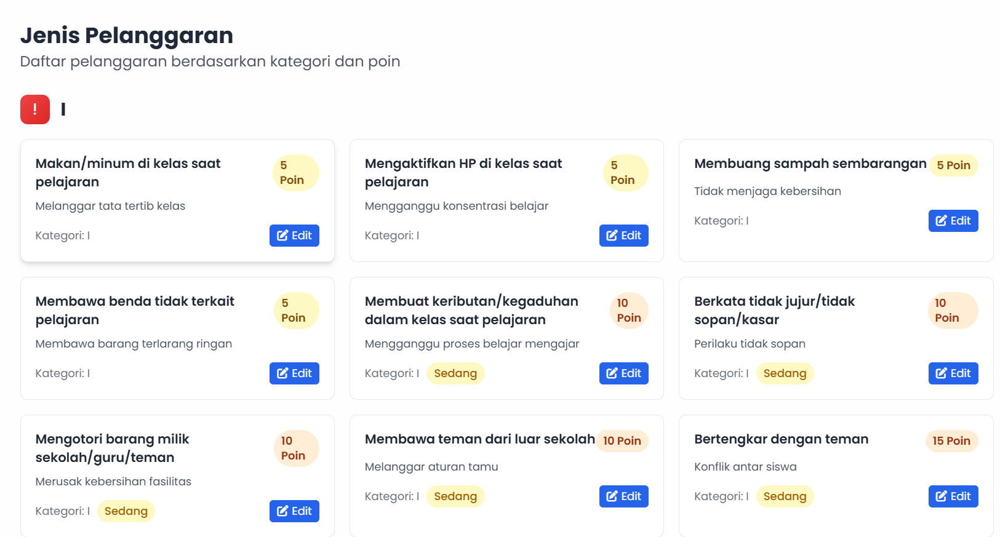 Jenis Pelanggaran
Daftar pelanggaran berdasarkan kategori dan poin
! I
Makan/minum di kelas saat
pelajaran
5
Poin
Melanggar tata tertib kelas
Kategori: I
Edit
Mengaktifkan HP di kelas saat
pelajaran
5
Poin
Mengganggu konsentrasi belajar
Kategori: I
Edit
Membuang sampah sembarangan
5 Poin
Tidak menjaga kebersihan
Kategori: I
Edit
Membawa benda tidak terkait
pelajaran
5
Poin
Membawa barang terlarang ringan
Kategori: I
Edit
Membuat keributan/kegaduhan
dalam kelas saat pelajaran
10
Poin
Mengganggu proses belajar mengajar
Kategori: I
Sedang
Edit
Berkata tidak jujur/tidak
sopan/kasar
10
Poin
Perilaku tidak sopan
Kategori: I
Sedang
Edit
Mengotori barang milik
sekolah/guru/teman
10
Poin
Merusak kebersihan fasilitas
Kategori: I
Sedang
Edit
Membawa teman dari luar sekolah
10 Poin
Melanggar aturan tamu
Kategori: I
Sedang
Edit
Bertengkar dengan teman
15 Poin
Konflik antar siswa
Kategori: I
Sedang
Edit